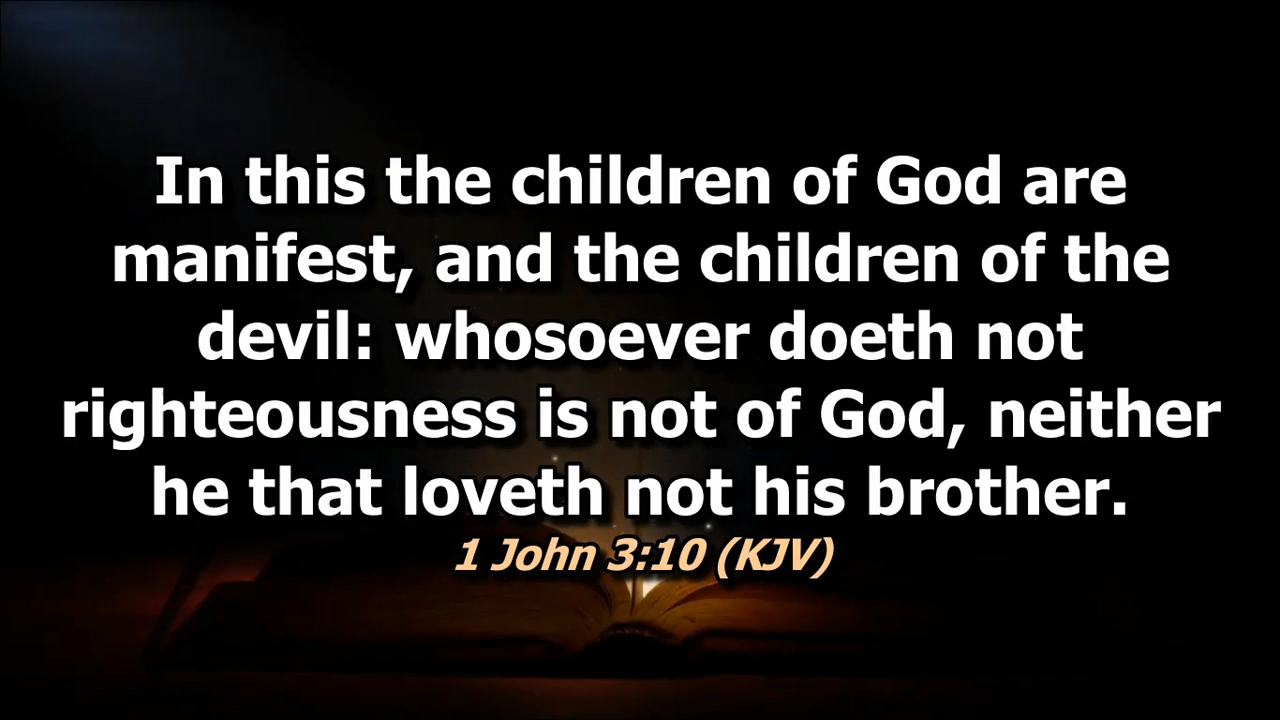 In this the children of God are
manifest, and the children of the
devil: whosoever doeth not
righteousness is not of God, neither
he that loveth not his brother.
1 John 3:10 (KJV)